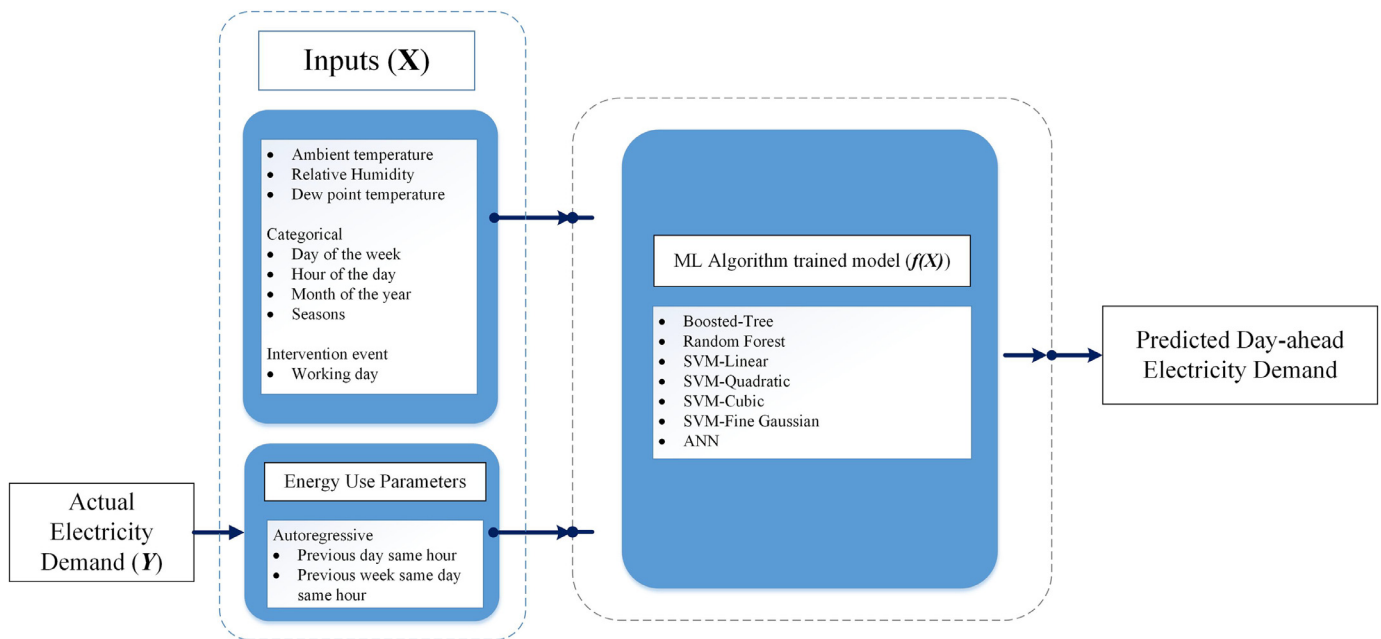 Inputs (X)
• Ambient temperature
• Relative Humidity
• Dew point temperature
Categorical
• Day of the week
• Hour of the day
• Month of the year
• Seasons
Intervention event
• Working day
Actual
Electricity
Demand (Y)
Energy Use Parameters
Autoregressive
• Previous day same hour
• Previous week same day
same hour
ML Algorithm trained model (f(X))
• Boosted-Tree
• Random Forest
• SVM-Linear
• SVM-Quadratic
• SVM-Cubic
• SVM-Fine Gaussian
• ANN
Predicted Day-ahead
Electricity Demand